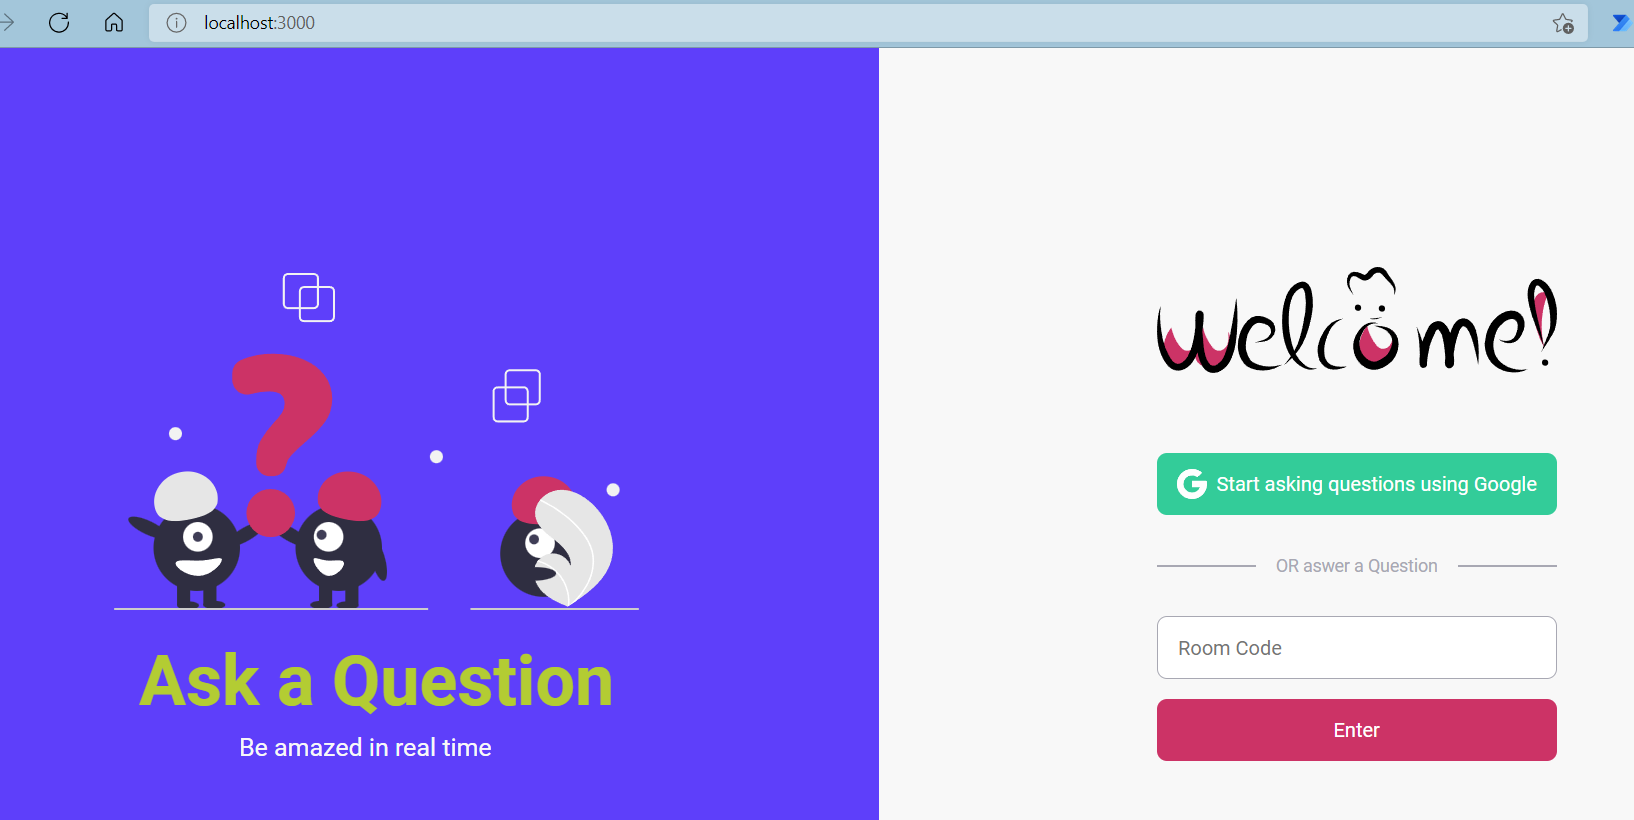 localhost:3000
?
Ask a Question
Be amazed in real time
welcome!
G Start asking questions using Google
OR aswer a Question
Room Code
Enter